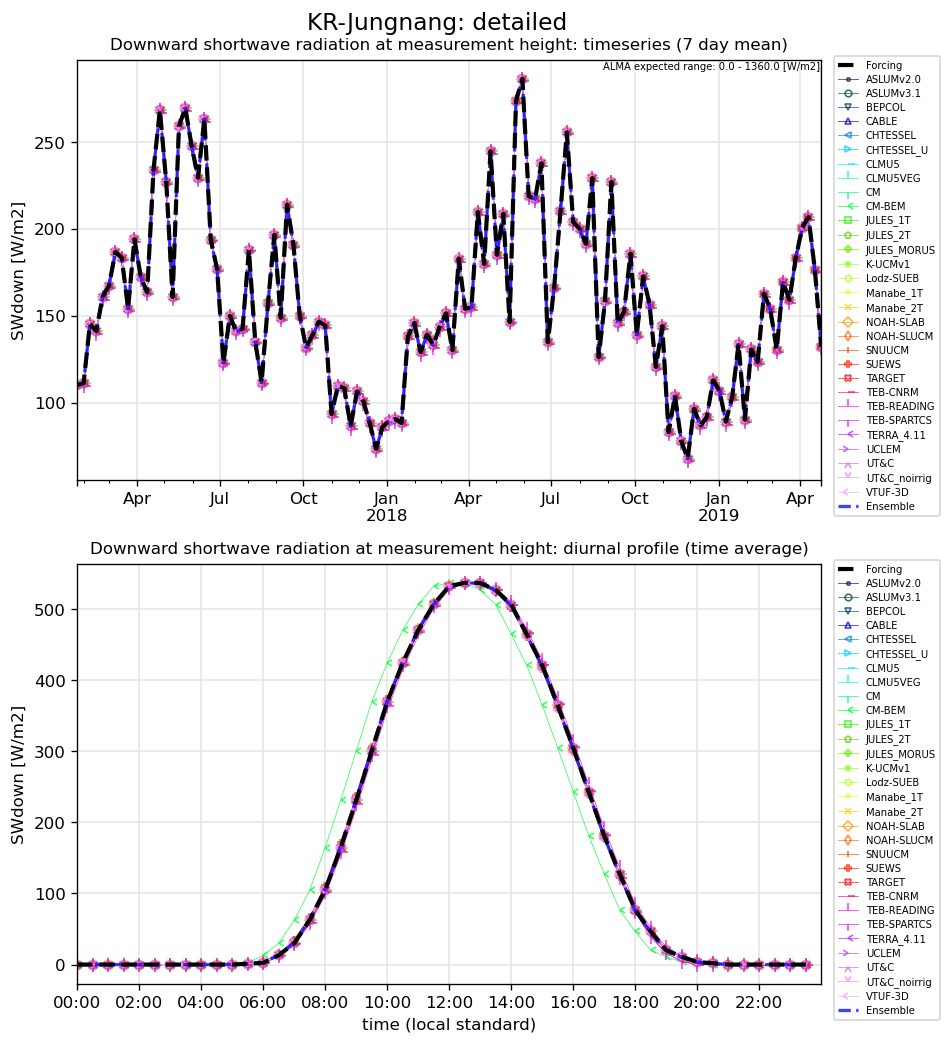 KR-Jungnang: detailed
Downward shortwave radiation at measurement height: timeseries (7 day mean)
ALMA expected range: 0.0 - 1360.0 [W/m2]
SWdown [W/m2]
250
200
150
100
Apr Jul Oct Jan Apr Jul Oct Jan Apr
2018 2019
Forcing
ASLUMv2.0
ASLUMv3.1
BEPCOL
CABLE
CHTESSEL
CHTESSEL_U
CLMU5
CLMU5VEG
CM
CM-BEM
JULES_1T
JULES_2T
JULES_MORUS
K-UCMv1
Lodz-SUEB
Manabe_1T
Manabe_2T
NOAH-SLAB
NOAH-SLUCM
SNUUCM
SUEWS
TARGET
TEB-CNRM
TEB-READING
TEB-SPARTCS
TERRA_4.11
UCLEM
UT&C
UT&C_noirrig
VTUF-3D
Ensemble
Downward shortwave radiation at measurement height: diurnal profile (time average)
SWdown [W/m2]
500
400
300
200
100
0
00:00 02:00 04:00 06:00 08:00 10:00 12:00 14:00 16:00 18:00 20:00 22:00
time (local standard)
Forcing
ASLUMv2.0
ASLUMv3.1
BEPCOL
CABLE
CHTESSEL
CHTESSEL_U
CLMU5
CLMU5VEG
CM
CM-BEM
JULES_1T
JULES_2T
JULES_MORUS
K-UCMv1
Lodz-SUEB
Manabe_1T
Manabe_2T
NOAH-SLAB
NOAH-SLUCM
SNUUCM
SUEWS
TARGET
TEB-CNRM
TEB-READING
TEB-SPARTCS
TERRA_4.11
UCLEM
UT&C
UT&C_noirrig
VTUF-3D
Ensemble